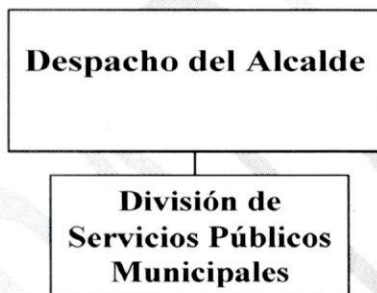 Despacho del Alcalde
División de
Servicios Públicos
Municipales